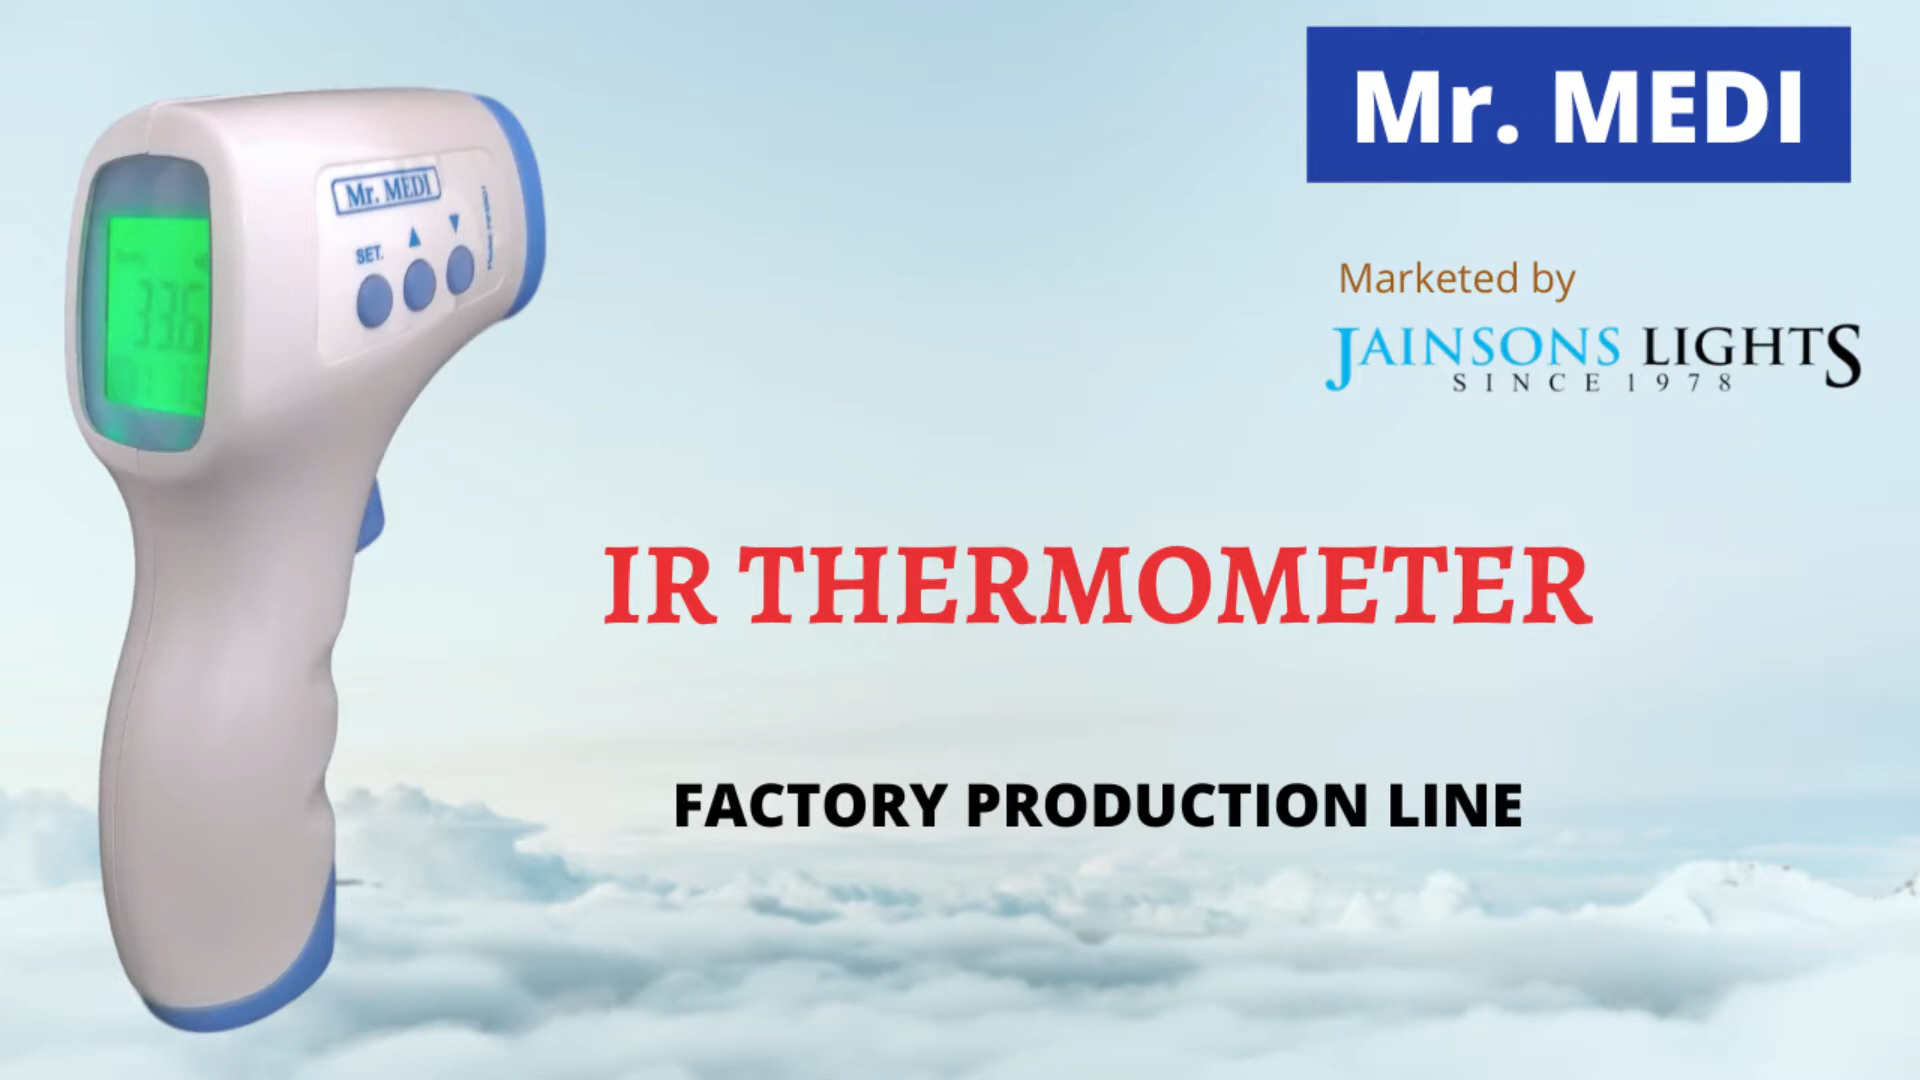 Mr. MEDI
Marketed by
JAINSONS LIGHTS
SINCE 1978
Mr. MEDI
SET.
IR THERMOMETER
FACTORY PRODUCTION LINE